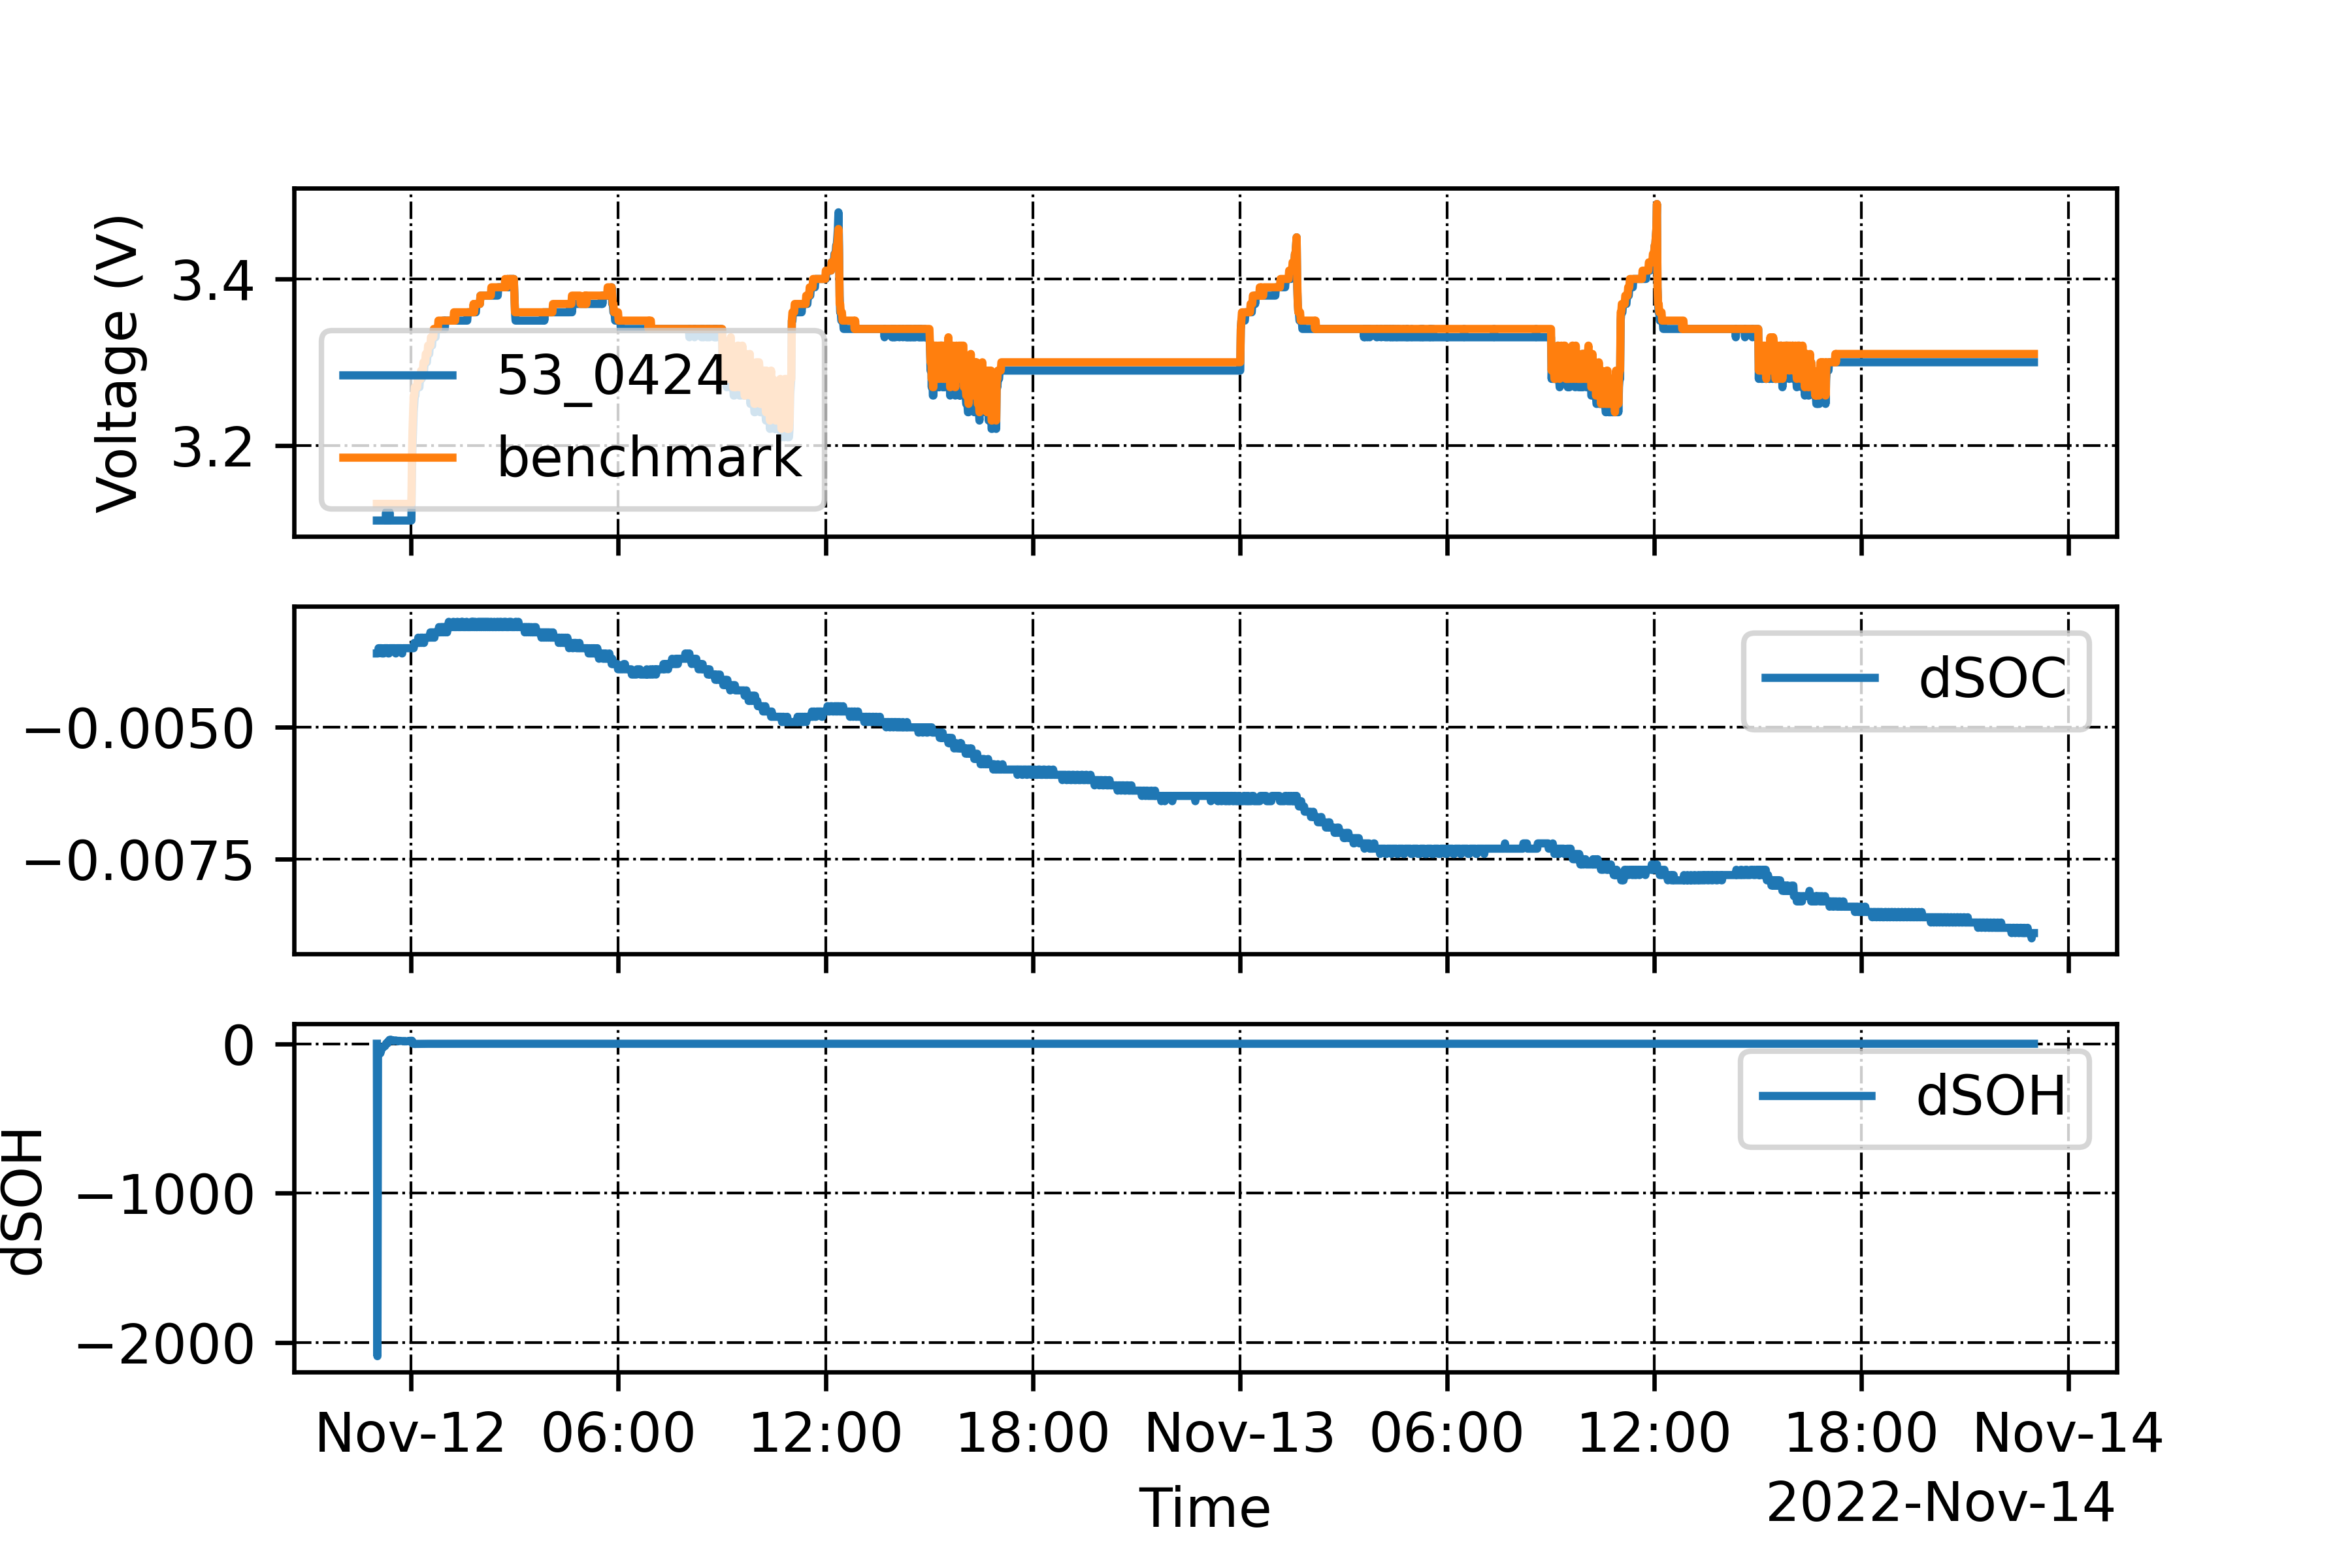 Voltage (V)
3.4
3.2
53_0424
benchmark
−0.0050
−0.0075
dSOC
dSOH
0
−1000
−2000
dSOH
Nov-12 06:00 12:00 18:00 Nov-13 06:00 12:00 18:00 Nov-14
Time
2022-Nov-14